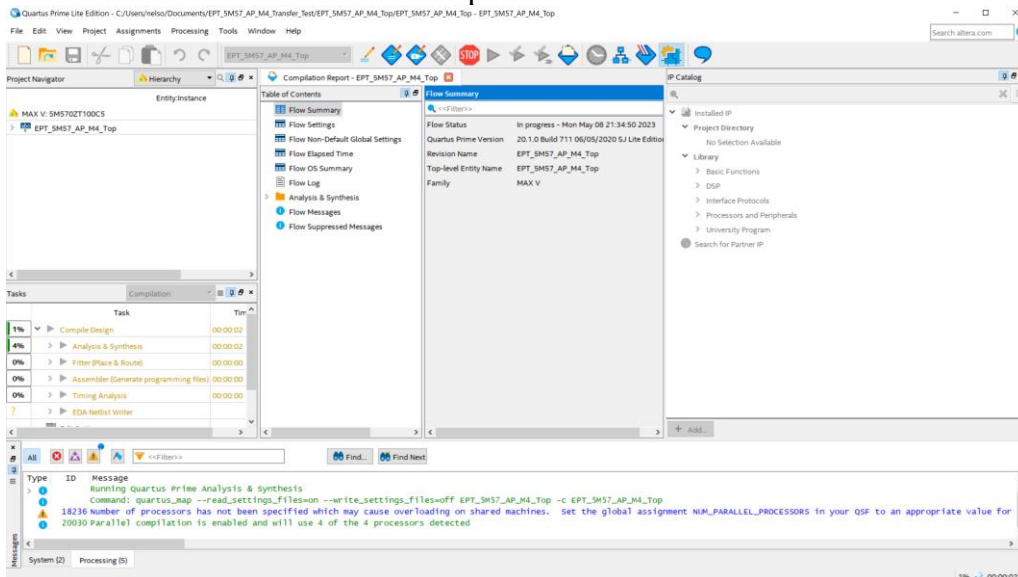 Quartus Prime Lite Edition - C:/Users/nelso/Documents/EPT_5M57_AP_M4_Transfer_Test/EPT_5M57_AP_M4_Top/EPT_5M57_AP_M4_Top - EPT_5M57_AP_M4_Top
File Edit View Project Assignments Processing Tools Window Help
Search altera.com
EPT_5M57_AP_M4_Top
STOP
Project Navigator
Hierarchy
Compilation Report - EPT_5M57_AP_M4_Top
IP Catalog
Entity:Instance
MAX V: 5M570ZT100C5
EPT_5M57_AP_M4_Top
Table of Contents
Flow Summary
Flow Settings
Flow Non-Default Global Settings
Flow Elapsed Time
Flow OS Summary
Flow Log
Analysis & Synthesis
Flow Messages
Flow Suppressed Messages
Flow Summary
<<Filter>>
Flow Status In progress - Mon May 08 21:34:50 2023
Quartus Prime Version 20.1.0 Build 711 06/05/2020 SJ Lite Edition
Revision Name EPT_5M57_AP_M4_Top
Top-level Entity Name EPT_5M57_AP_M4_Top
Family MAX V
Installed IP
Project Directory
No Selection Available
Library
Basic Functions
DSP
Interface Protocols
Processors and Peripherals
University Program
Search for Partner IP
+ Add...
Tasks
Compilation
Task Tim
1% Compile Design 00:00:02
4% Analysis & Synthesis 00:00:02
0% Fitter (Place & Route) 00:00:00
0% Assembler (Generate programming files) 00:00:00
0% Timing Analysis 00:00:00
? EDA Netlist Writer
All
<<Filter>>
Find...
Find Next
Type ID Message
Running Quartus Prime Analysis & Synthesis
Command: quartus_map --read_settings_files=on --write_settings_files=off EPT_5M57_AP_M4_Top -c EPT_5M57_AP_M4_Top
18236 Number of processors has not been specified which may cause overloading on shared machines. Set the global assignment NUM_PARALLEL_PROCESSORS in your QSF to an appropriate value for
20030 Parallel compilation is enabled and will use 4 of the 4 processors detected
Messages
System (2) Processing (5)
1% 00:00:02